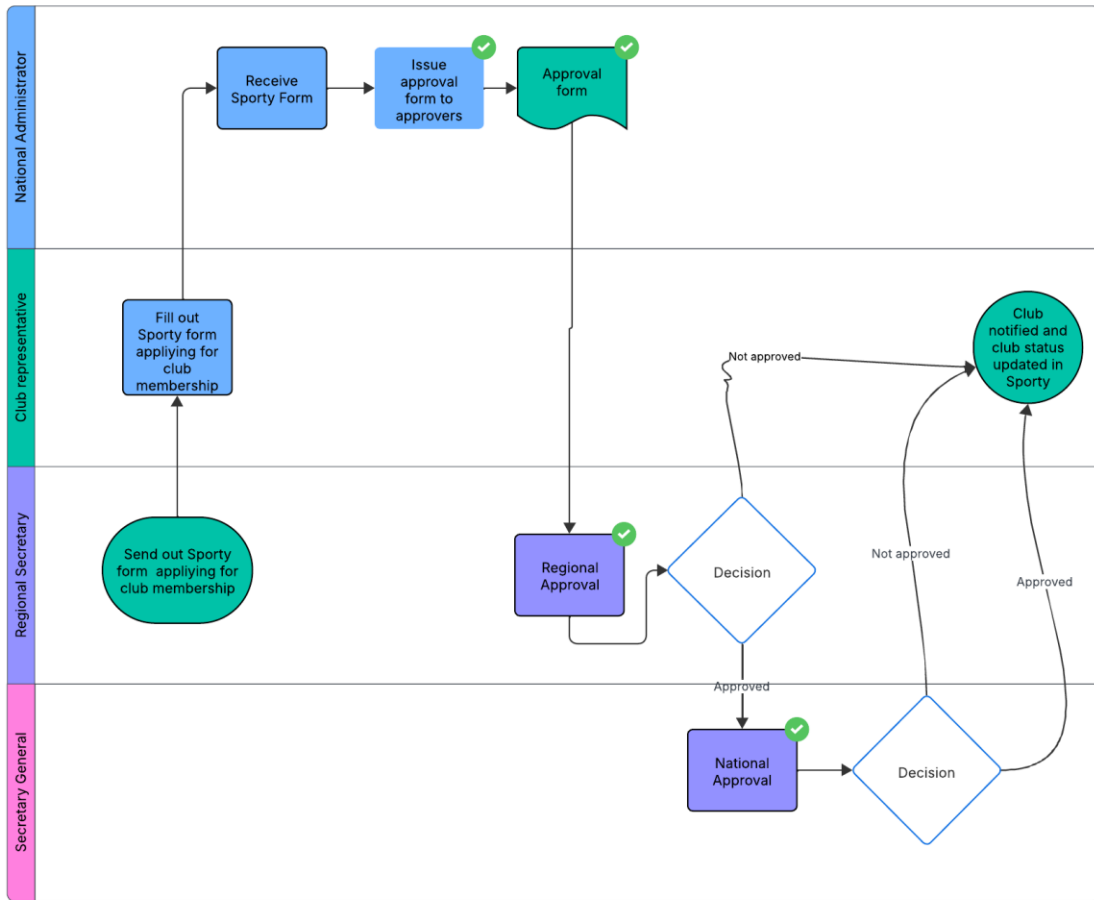 National Administrator
Receive
Sporty Form
Issue
approval
form to
approvers
Approval
form
Club representative
Fill out
Sporty form
appliying for
club
membership
Not approved
Club
notified and
club status
updated in
Sporty
Regional Secretary
Send out Sporty
form appliying for
club membership
Regional
Approval
Decision
Not approved
Approved
Approved
Secretary General
National
Approval
Decision